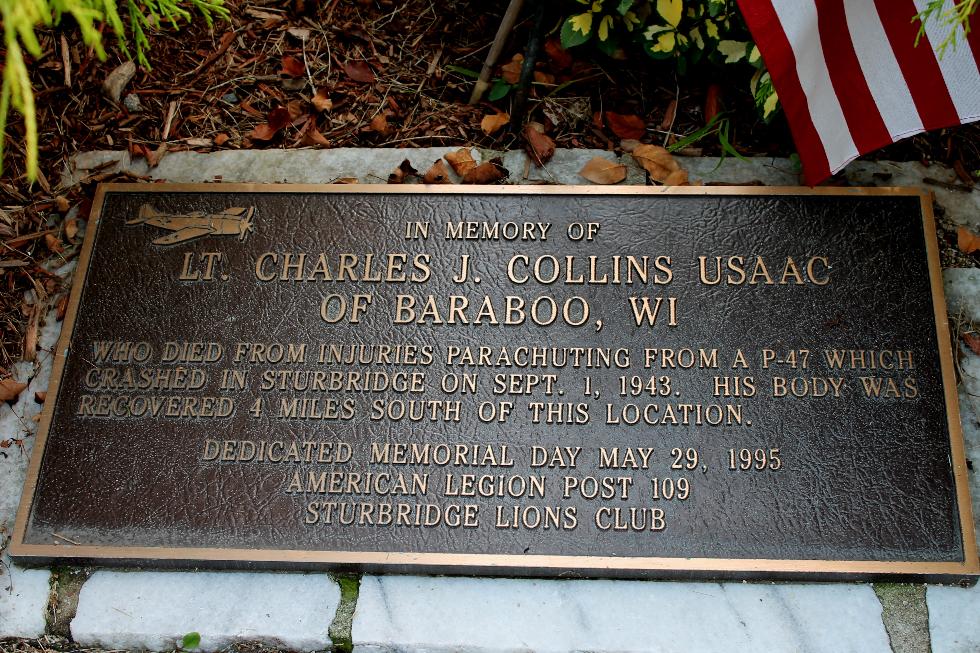 IN MEMORY OF
LT. CHARLES J. COLLINS USAAC
OF BARABOO, WI
WHO DIED FROM INJURIES PARACHUTING FROM A P-47 WHICH
CRASHED IN STURBRIDGE ON SEPT. 1, 1943. HIS BODY WAS
RECOVERED 4 MILES SOUTH OF THIS LOCATION.
DEDICATED MEMORIAL DAY MAY 29, 1995
AMERICAN LEGION POST 109
STURBRIDGE LIONS CLUB